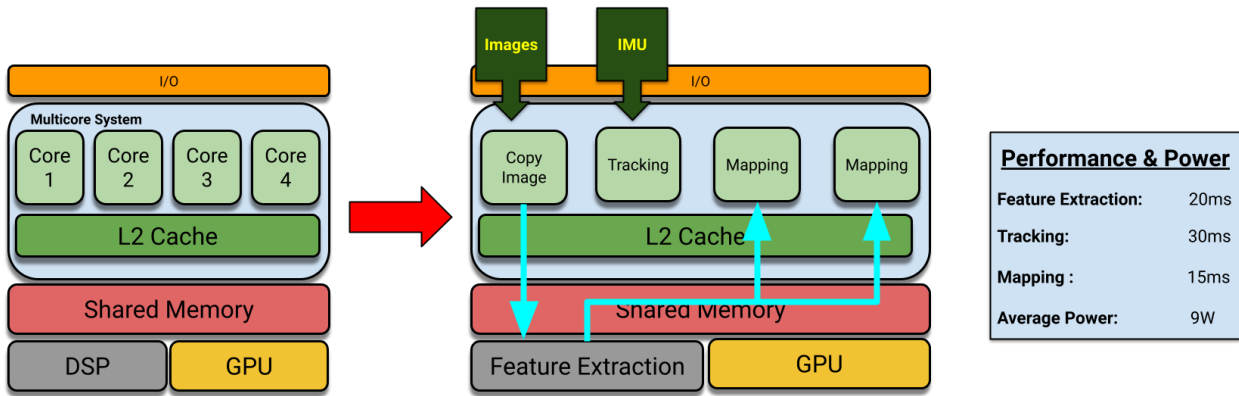 I/O
Multicore System
Core
1
Core
2
Core
3
Core
4
L2 Cache
Shared Memory
DSP
GPU
Images
IMU
I/O
Copy
Image
Tracking
Mapping
Mapping
L2 Cache
Shared Memory
Feature Extraction
GPU
Performance & Power
Feature Extraction: 20ms
Tracking: 30ms
Mapping : 15ms
Average Power: 9W